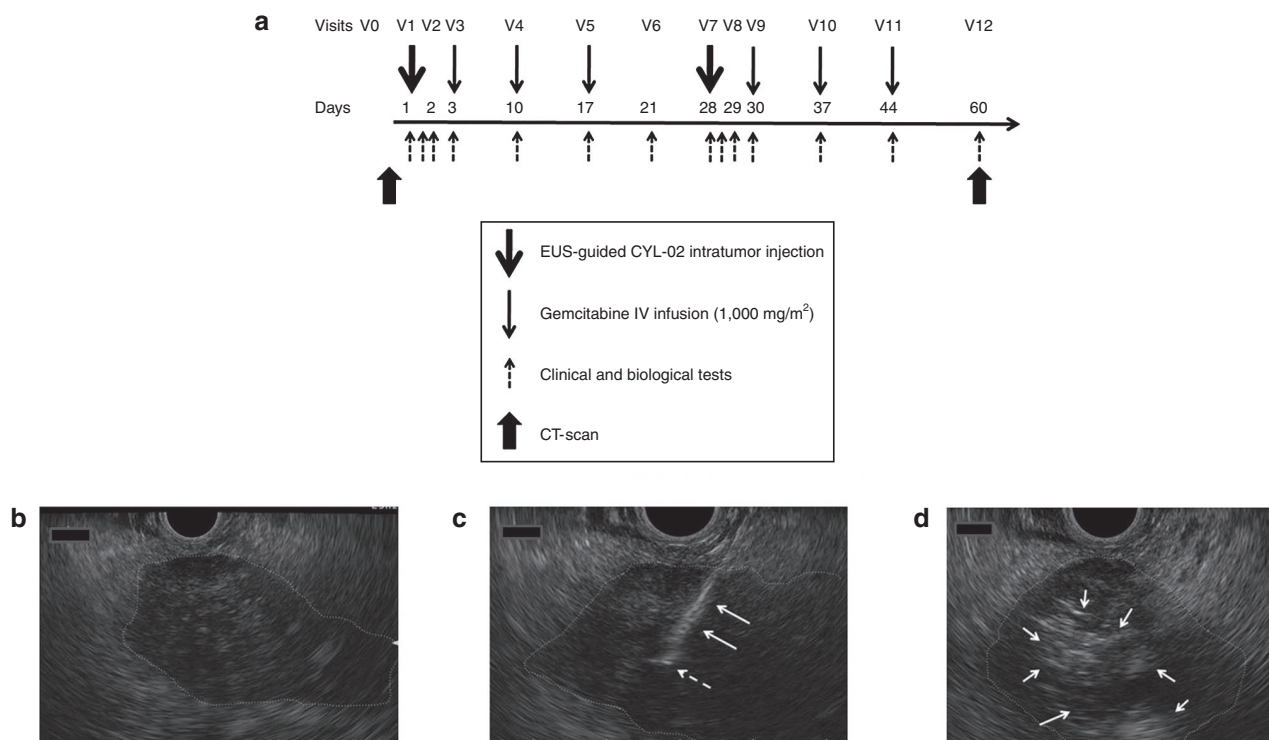 a
Visits V0 V1 V2 V3 V4 V5 V6 V7 V8 V9 V10 V11 V12
Days 1 2 3 10 17 21 28 29 30 37 44 60
EUS-guided CYL-02 intratumor injection
Gemcitabine IV infusion (1,000 mg/m²)
Clinical and biological tests
CT-scan
b c d